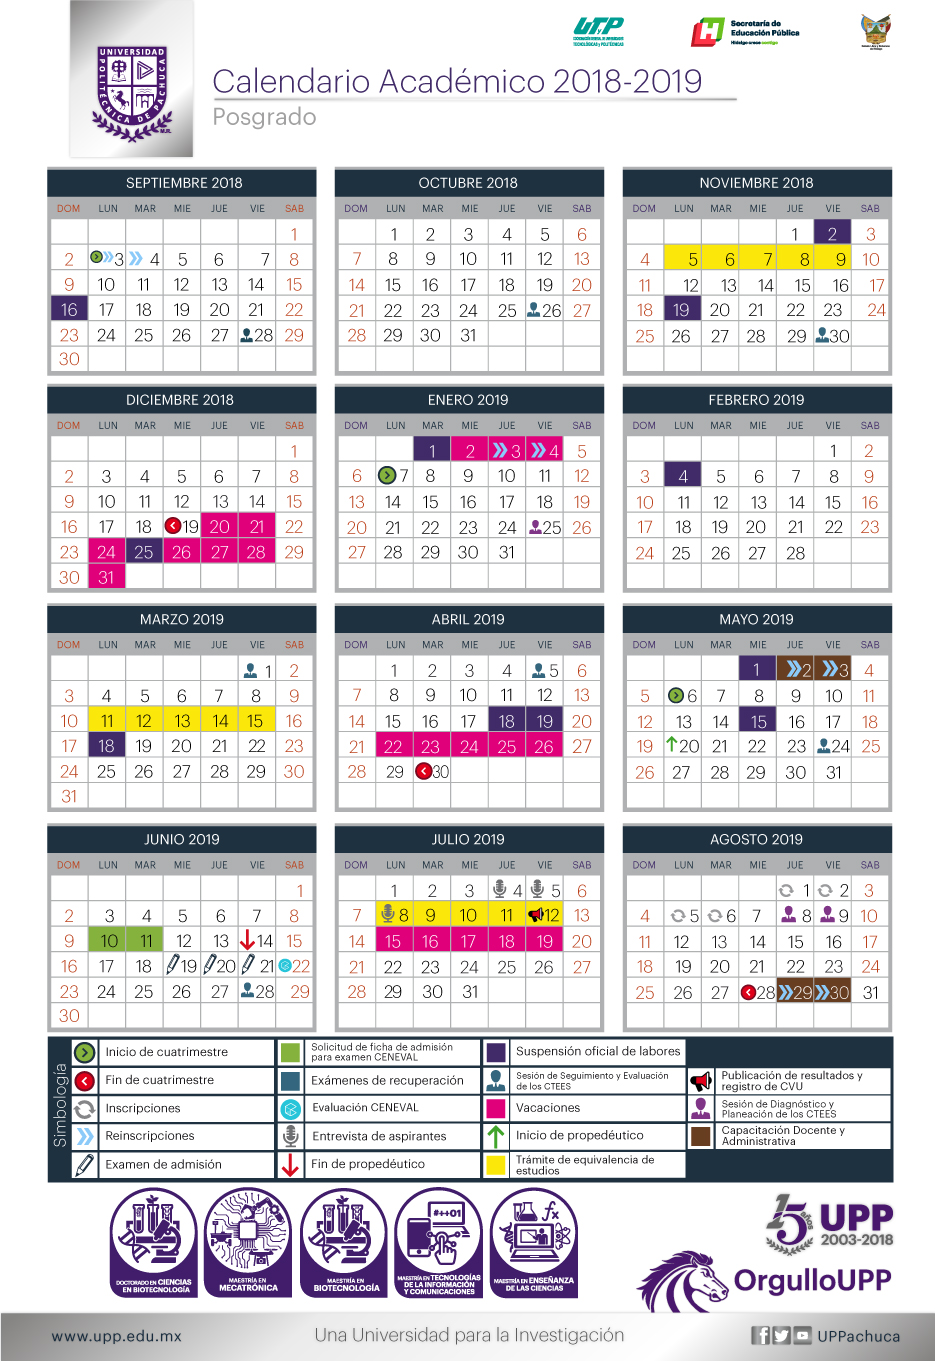 UNIVERSIDAD
POLITÉCNICA DE PACHUCA
M.R.
UTP
COORDINACIÓN GENERAL DE UNIVERSIDADES
TECNOLÓGICAS y POLITÉCNICAS
Secretaría de
Educación Pública
Hidalgo crece contigo
Calendario Académico 2018-2019
Posgrado
SEPTIEMBRE 2018
DOM LUN MAR MIE JUE VIE SAB
1
2 3 4 5 6 7 8
9 10 11 12 13 14 15
16 17 18 19 20 21 22
23 24 25 26 27 28 29
30
OCTUBRE 2018
DOM LUN MAR MIE JUE VIE SAB
1 2 3 4 5 6
7 8 9 10 11 12 13
14 15 16 17 18 19 20
21 22 23 24 25 26 27
28 29 30 31
NOVIEMBRE 2018
DOM LUN MAR MIE JUE VIE SAB
1 2 3
4 5 6 7 8 9 10
11 12 13 14 15 16 17
18 19 20 21 22 23 24
25 26 27 28 29 30
DICIEMBRE 2018
DOM LUN MAR MIE JUE VIE SAB
1
2 3 4 5 6 7 8
9 10 11 12 13 14 15
16 17 18 19 20 21 22
23 24 25 26 27 28 29
30 31
ENERO 2019
DOM LUN MAR MIE JUE VIE SAB
1 2 3 4 5
6 7 8 9 10 11 12
13 14 15 16 17 18 19
20 21 22 23 24 25 26
27 28 29 30 31
FEBRERO 2019
DOM LUN MAR MIE JUE VIE SAB
1 2
3 4 5 6 7 8 9
10 11 12 13 14 15 16
17 18 19 20 21 22 23
24 25 26 27 28
MARZO 2019
DOM LUN MAR MIE JUE VIE SAB
1 2
3 4 5 6 7 8 9
10 11 12 13 14 15 16
17 18 19 20 21 22 23
24 25 26 27 28 29 30
31
ABRIL 2019
DOM LUN MAR MIE JUE VIE SAB
1 2 3 4 5 6
7 8 9 10 11 12 13
14 15 16 17 18 19 20
21 22 23 24 25 26 27
28 29 30
MAYO 2019
DOM LUN MAR MIE JUE VIE SAB
1 2 3 4
5 6 7 8 9 10 11
12 13 14 15 16 17 18
19 20 21 22 23 24 25
26 27 28 29 30 31
JUNIO 2019
DOM LUN MAR MIE JUE VIE SAB
1
2 3 4 5 6 7 8
9 10 11 12 13 14 15
16 17 18 19 20 21 22
23 24 25 26 27 28 29
30
JULIO 2019
DOM LUN MAR MIE JUE VIE SAB
1 2 3 4 5 6
7 8 9 10 11 12 13
14 15 16 17 18 19 20
21 22 23 24 25 26 27
28 29 30 31
AGOSTO 2019
DOM LUN MAR MIE JUE VIE SAB
1 2 3
4 5 6 7 8 9 10
11 12 13 14 15 16 17
18 19 20 21 22 23 24
25 26 27 28 29 30 31
Simbología
Inicio de cuatrimestre
Fin de cuatrimestre
Inscripciones
Reinscripciones
Examen de admisión
Solicitud de ficha de admisión
para examen CENEVAL
Exámenes de recuperación
Evaluación CENEVAL
Entrevista de aspirantes
Fin de propedéutico
Suspensión oficial de labores
Sesión de Seguimiento y Evaluación
de los CTEES
Vacaciones
Inicio de propedéutico
Trámite de equivalencia de
estudios
Publicación de resultados y
registro de CVU
Sesión de Diagnóstico y
Planeación de los CTEES
Capacitación Docente y
Administrativa
DOCTORADO EN CIENCIAS
EN BIOTECNOLOGÍA
MAESTRÍA EN
MECATRÓNICA
MAESTRÍA EN
BIOTECNOLOGÍA
#++01
MAESTRÍA EN TECNOLOGÍAS
DE LA INFORMACIÓN
Y COMUNICACIONES
fx
MAESTRÍA EN ENSEÑANZA
DE LAS CIENCIAS
15 años
UPP
2003-2018
OrgulloUPP
www.upp.edu.mx
Una Universidad para la Investigación
UPPachuca